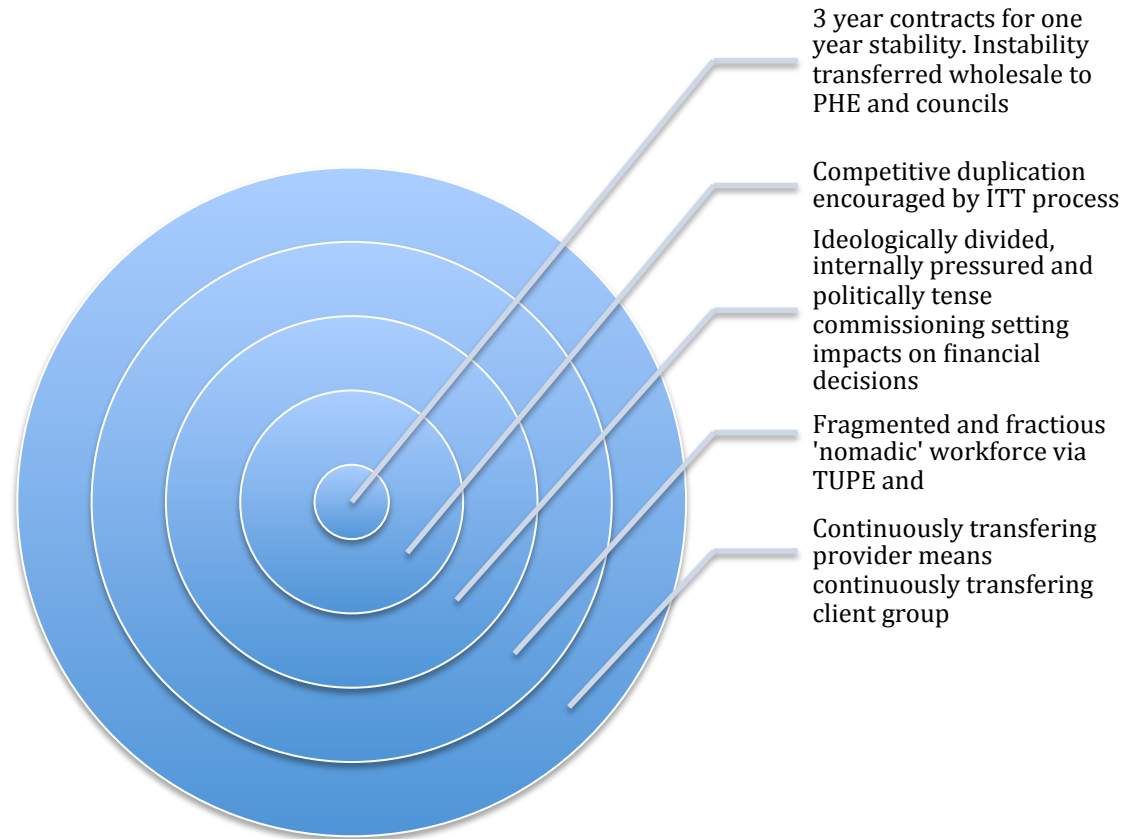 3 year contracts for one
year stability. Instability
transferred wholesale to
PHE and councils
Competitive duplication
encouraged by ITT process
Ideologically divided,
internally pressured and
politically tense
commissioning setting
impacts on financial
decisions
Fragmented and fractious
'nomadic' workforce via
TUPE and
Continuously transfering
provider means
continuously transfering
client group